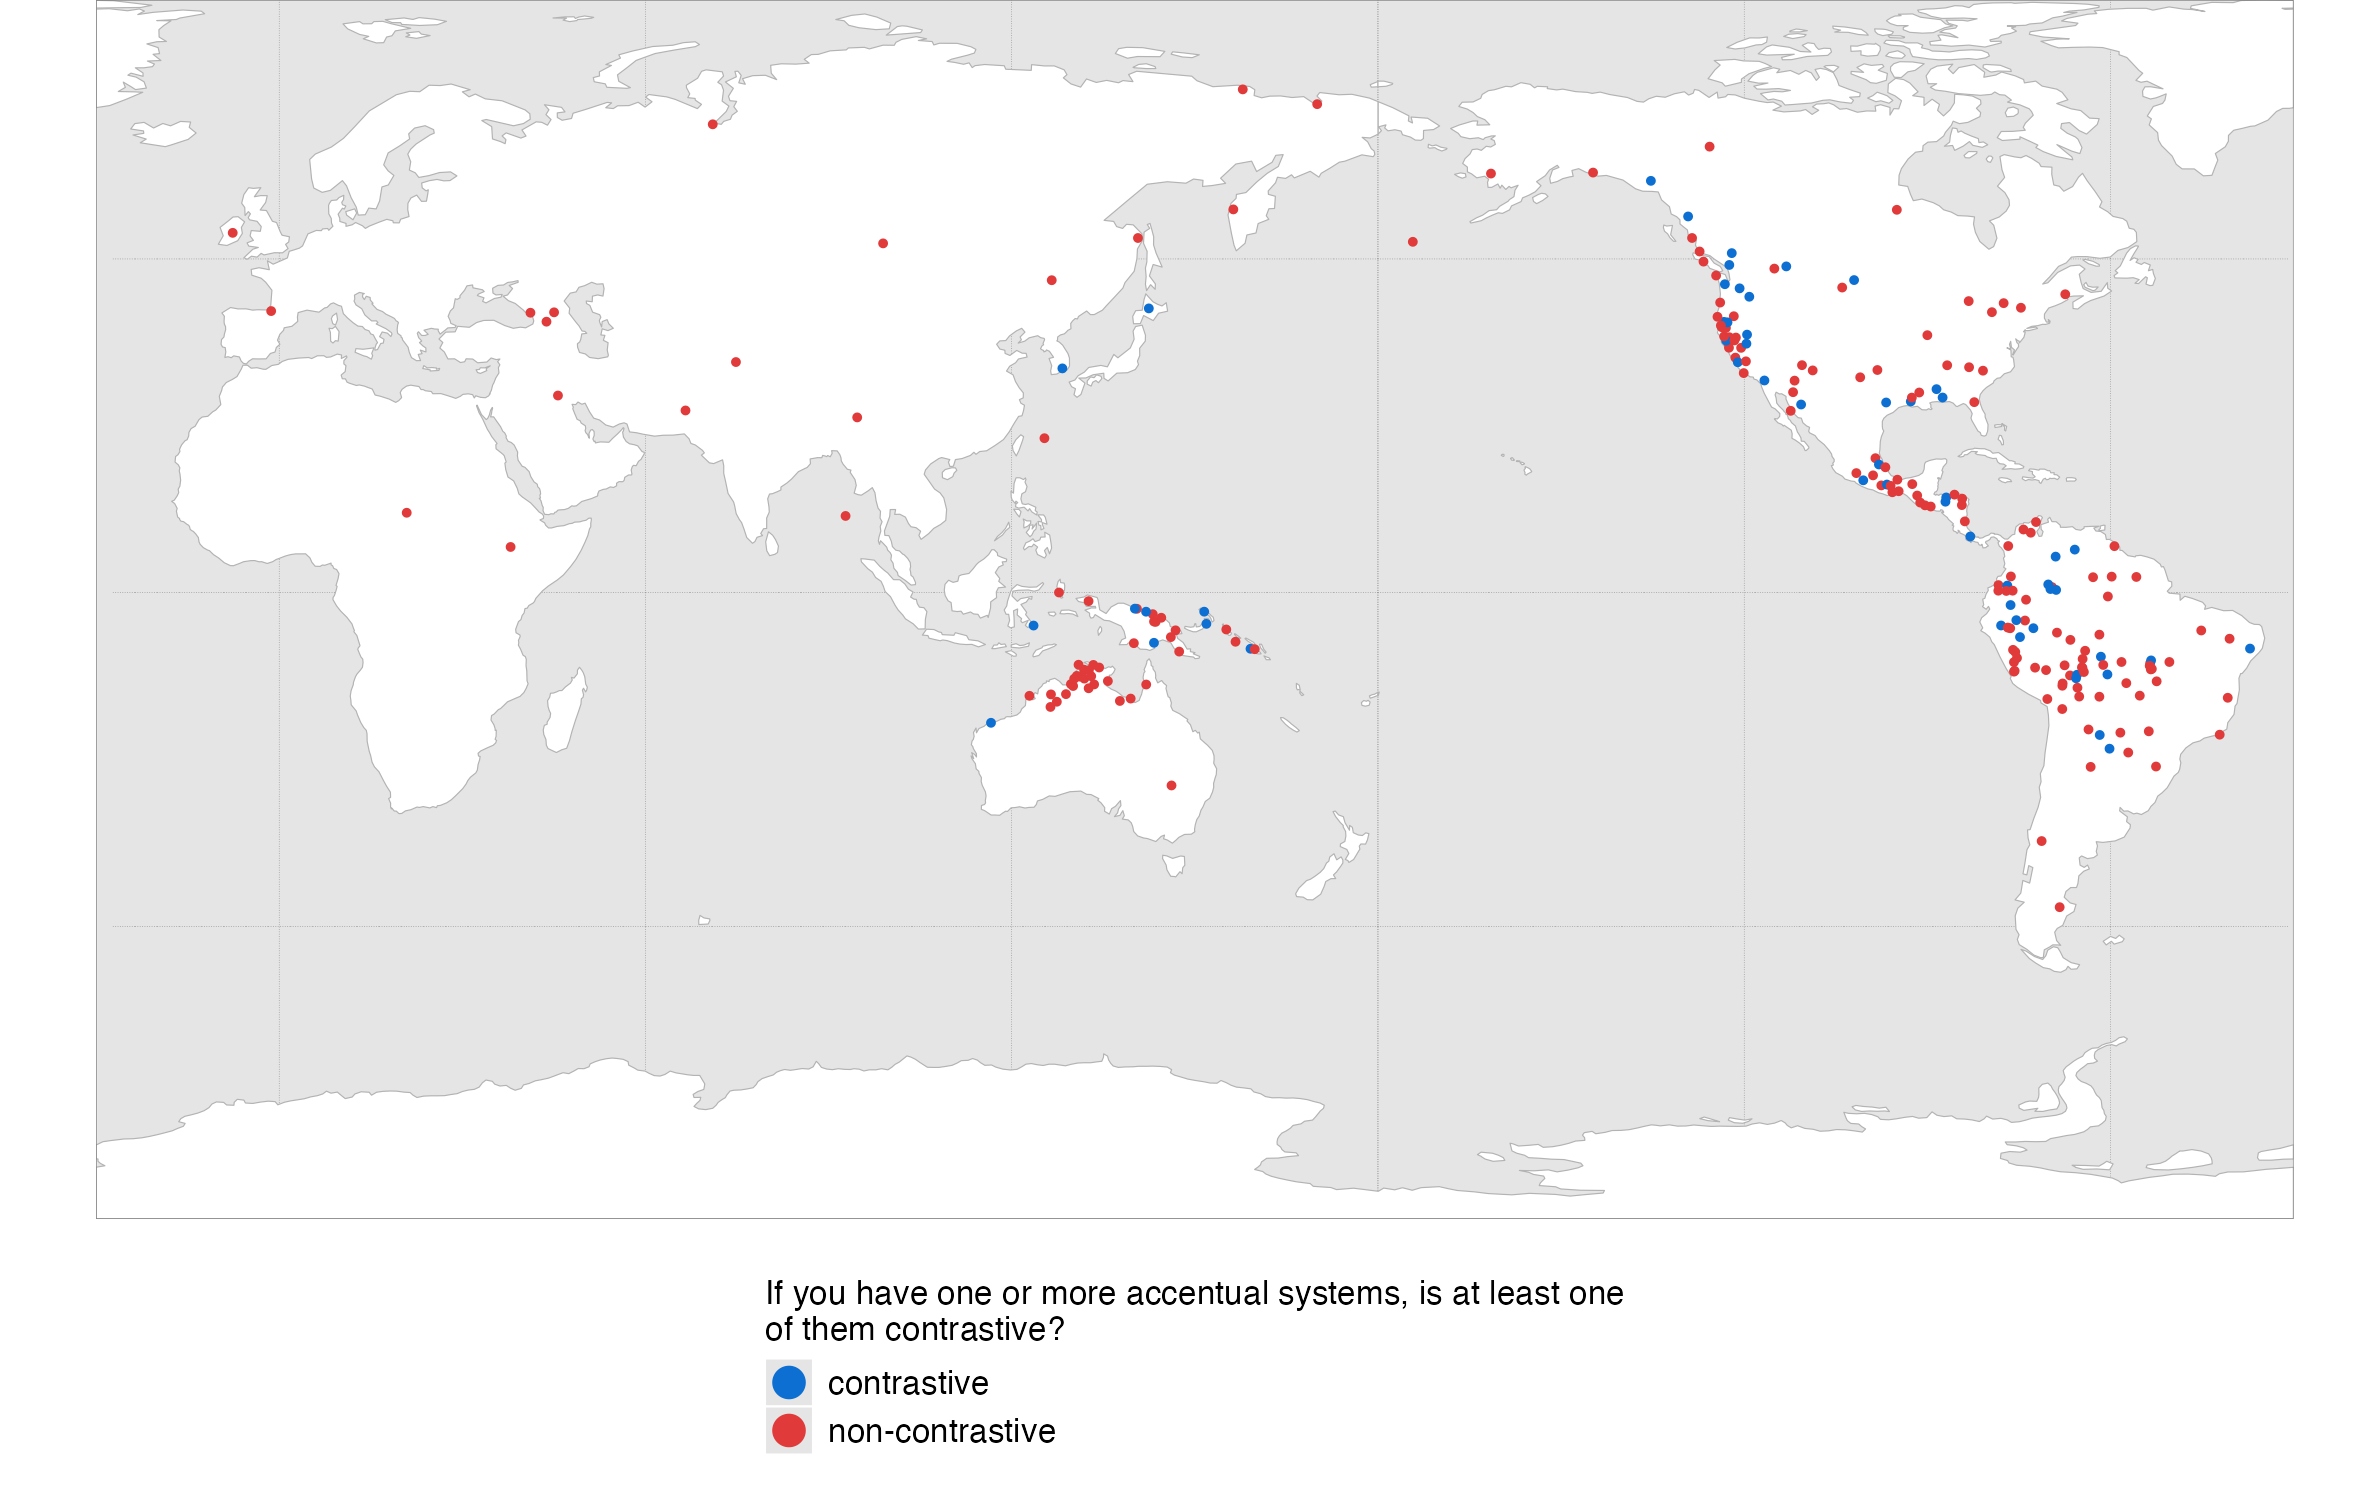 If you have one or more accentual systems, is at least one
of them contrastive?
contrastive
non-contrastive